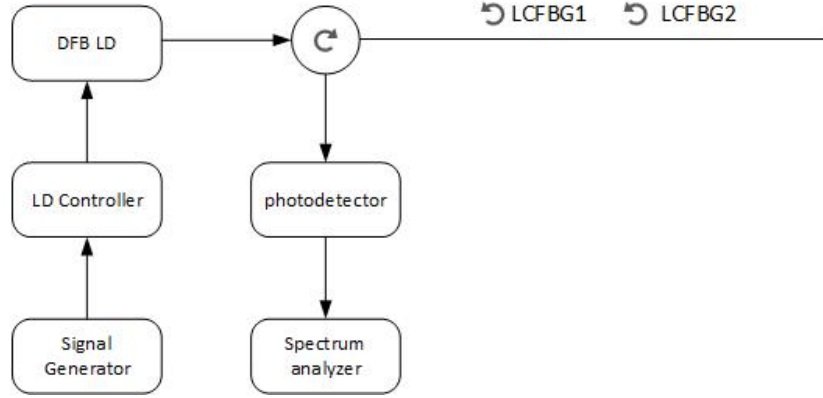 LCFBG1 LCFBG2
DFB LD
LD Controller
photodetector
Signal
Generator
Spectrum
analyzer